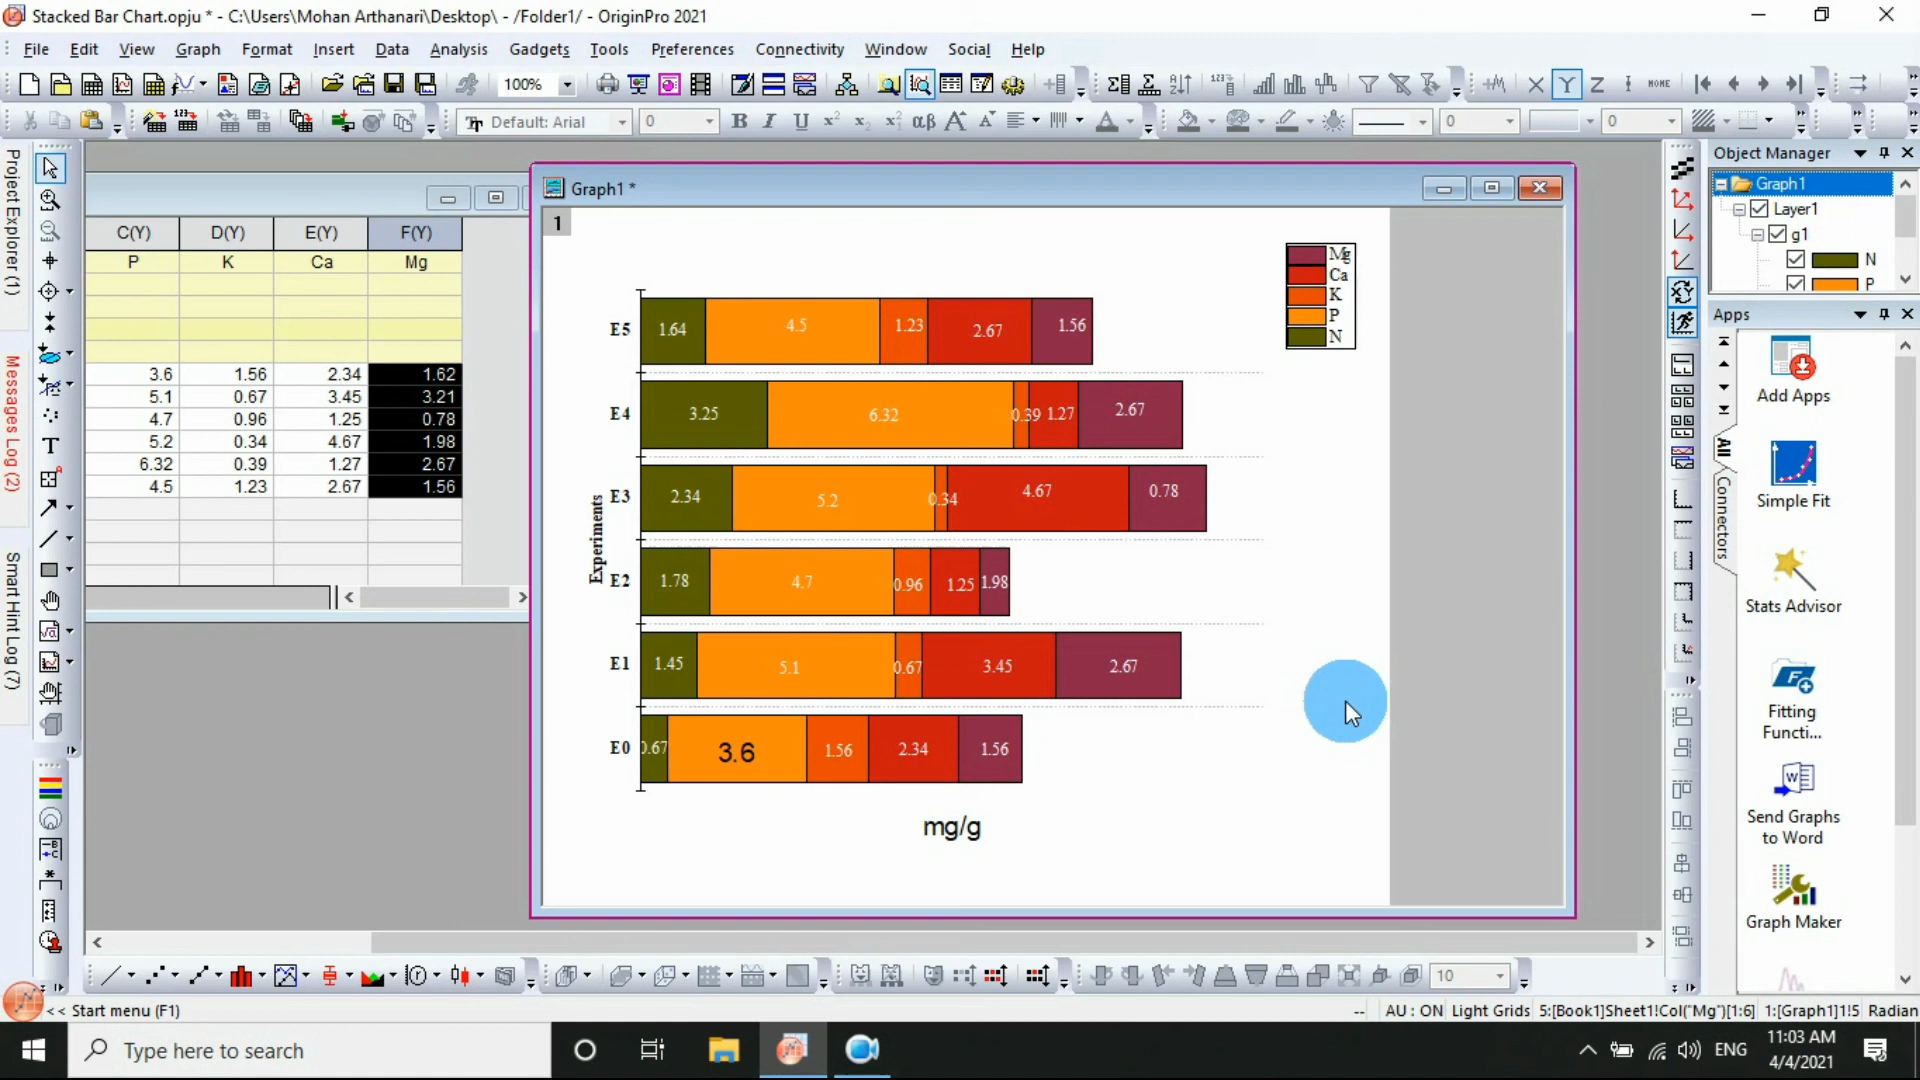 Stacked Bar Chart.opju * - C:\Users\Mohan Arthanari\Desktop\ - /Folder1/ - OriginPro 2021
File Edit View Graph Format Insert Data Analysis Gadgets Tools Preferences Connectivity Window Social Help
100%
X Y Z HOME
Default: Arial 0 B I U αβ A A 0 0
Project Explorer (1)
Messages Log (2)
Smart Hint Log (7)
C(Y) D(Y) E(Y) F(Y)
P K Ca Mg
3.6 1.56 2.34 1.62
5.1 0.67 3.45 3.21
4.7 0.96 1.25 0.78
5.2 0.34 4.67 1.98
6.32 0.39 1.27 2.67
4.5 1.23 2.67 1.56
Graph1 *
1
Mg
Ca
K
P
N
E5 1.64 4.5 1.23 2.67 1.56
E4 3.25 6.32 0.39 1.27 2.67
E3 2.34 5.2 0.34 4.67 0.78
E2 1.78 4.7 0.96 1.25 1.98
E1 1.45 5.1 0.67 3.45 2.67
E0 0.67 3.6 1.56 2.34 1.56
Experiments
mg/g
Object Manager
Graph1
Layer1
g1
N
P
Apps
All
Connectors
Add Apps
Simple Fit
Stats Advisor
Fitting
Functi...
Send Graphs
to Word
Graph Maker
10
<< Start menu (F1)
-- AU : ON Light Grids 5:[Book1]Sheet1!Col("Mg")[1:6] 1:[Graph1]1!5 Radian
Type here to search
ENG
11:03 AM
4/4/2021